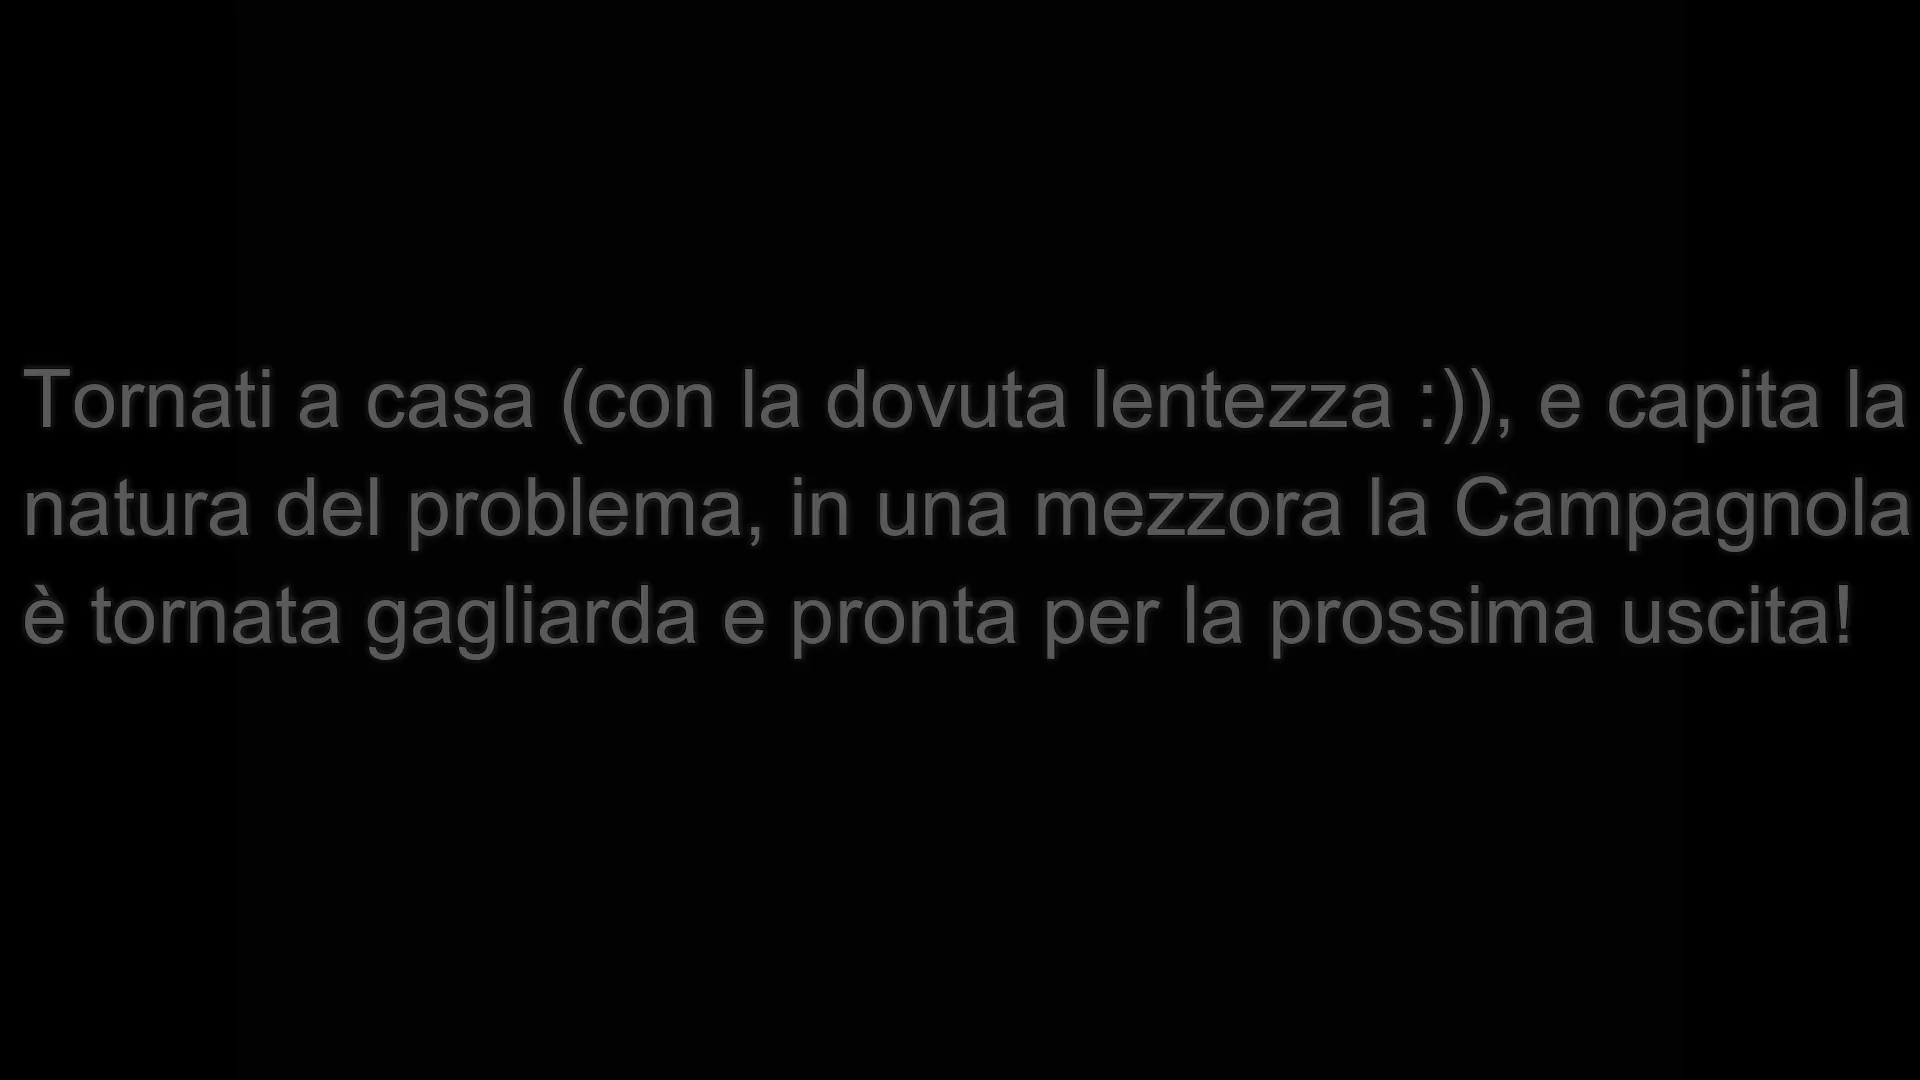 Tornati a casa (con la dovuta lentezza :)), e capita la
natura del problema, in una mezzora la Campagnola
è tornata gagliarda e pronta per la prossima uscita!